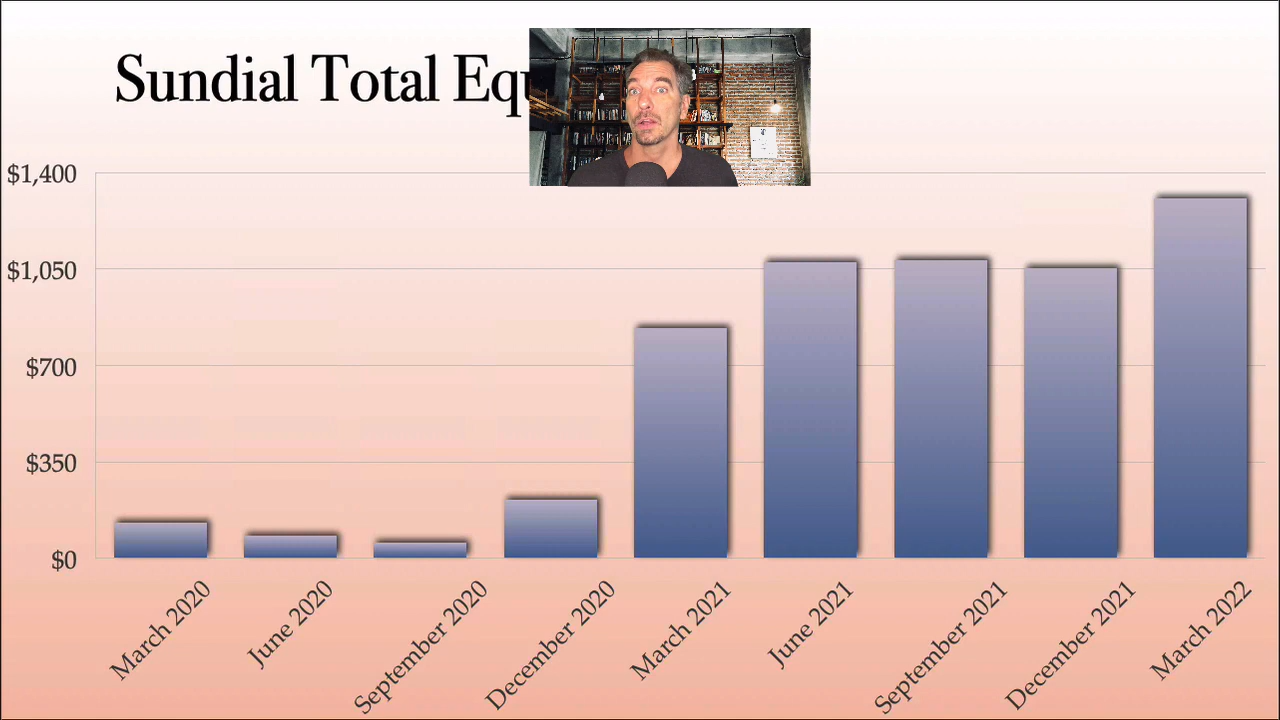 Sundial Total Equ
$1,400
$1,050
$700
$350
$0
March 2020
June 2020
September 2020
December 2020
March 2021
June 2021
September 2021
December 2021
March 2022